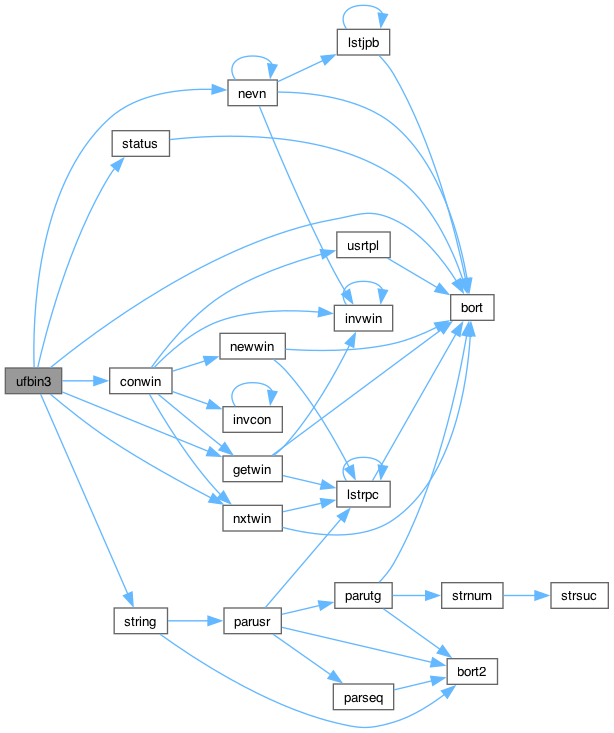 lstjpb
nevn
status
usrtpl
bort
invwin
newwin
ufbin3
conwin
invcon
getwin
lstrpc
nxtwin
parutg
strnum
strsuc
string
parusr
bort2
parseq